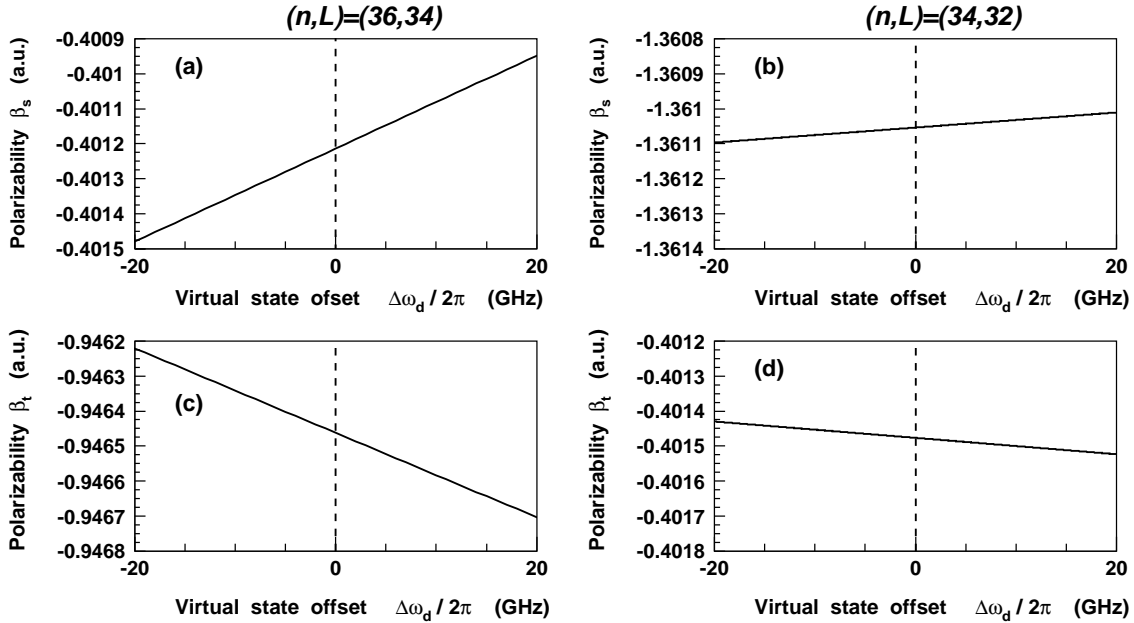 (n,L)=(36,34)
(n,L)=(34,32)
Polarizability βs (a.u.)
-0.4009
-0.401
-0.4011
-0.4012
-0.4013
-0.4014
-0.4015
(a)
-20 0 20
Virtual state ofset Δωd / 2π (GHz)
Polarizability βs (a.u.)
-1.3608
-1.3609
-1.361
-1.3611
-1.3612
-1.3613
-1.3614
(b)
-20 0 20
Virtual state offset Δωd / 2π (GHz)
Polarizability βt (a.u.)
-0.9462
-0.9463
-0.9464
-0.9465
-0.9466
-0.9467
-0.9468
(c)
-20 0 20
Virtual state offset Δωd / 2π (GHz)
Polarizability βt (a.u.)
-0.4012
-0.4013
-0.4014
-0.4015
-0.4016
-0.4017
-0.4018
(d)
-20 0 20
Virtual state offset Δωd / 2π (GHz)